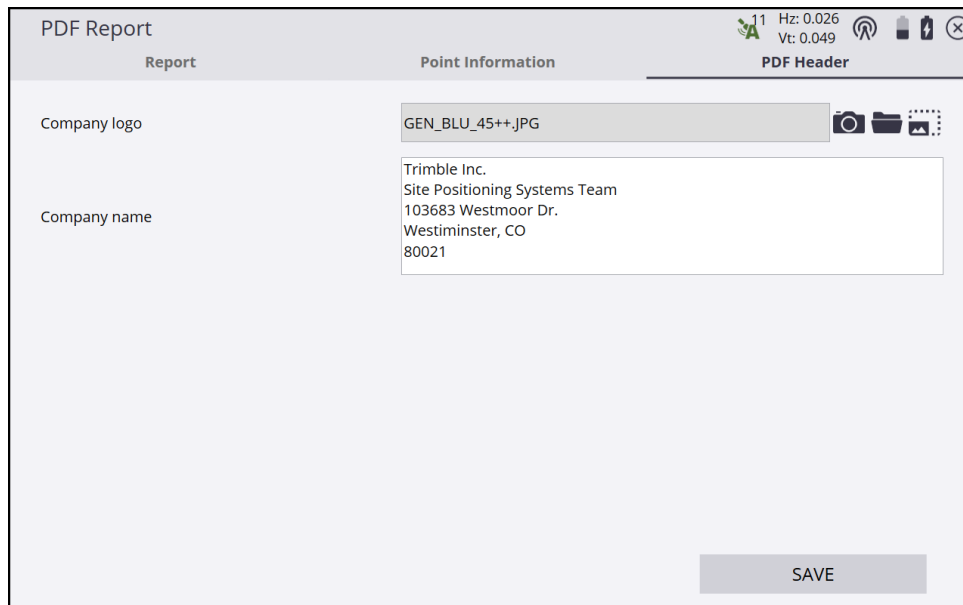 PDF Report
11
Hz: 0.026
Vt: 0.049
Report
Point Information
PDF Header
Company logo
GEN_BLU_45++.JPG
Company name
Trimble Inc.
Site Positioning Systems Team
103683 Westmoor Dr.
Westiminster, CO
80021
SAVE